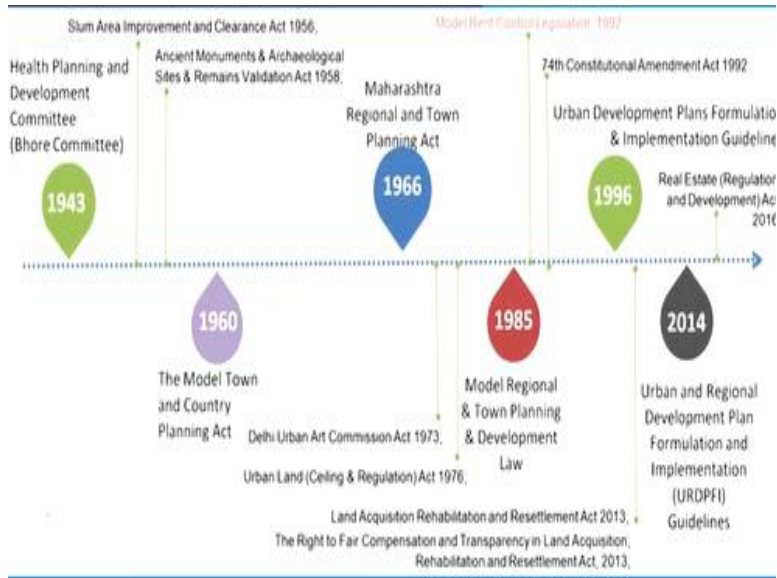 Slum Area Improvement and Clearance Act 1956,
Model Rent Control Legislation 1992
Ancient Monuments & Archaeological
Sites & Remains Validation Act 1958;
74th Constitutional Amendment Act 1992
Health Planning and
Development
Committee
(Bhore Committee)
Maharashtra
Regional and Town
Planning Act
Urban Development Plans Formulatio
& Implementation Guideline
Real Estate (Regulation
and Development) Ac
2016
1943
1966
1996
1960
1985
2014
The Model Town
and Country
Planning Act
Model Regional
& Town Planning
& Development
Law
Urban and Regional
Development Plan
Formulation and
Implementation
(URDPFI)
Guidelines
Delhi Urban Art Commission Act 1973,
Urban Land (Ceiling & Regulation) Act 1976,
Land Acquisition Rehabilitation and Resettlement Act 2013,
The Right to Fair Compensation and Transparency in Land Acquisition,
Rehabilitation and Resettlement Act, 2013,